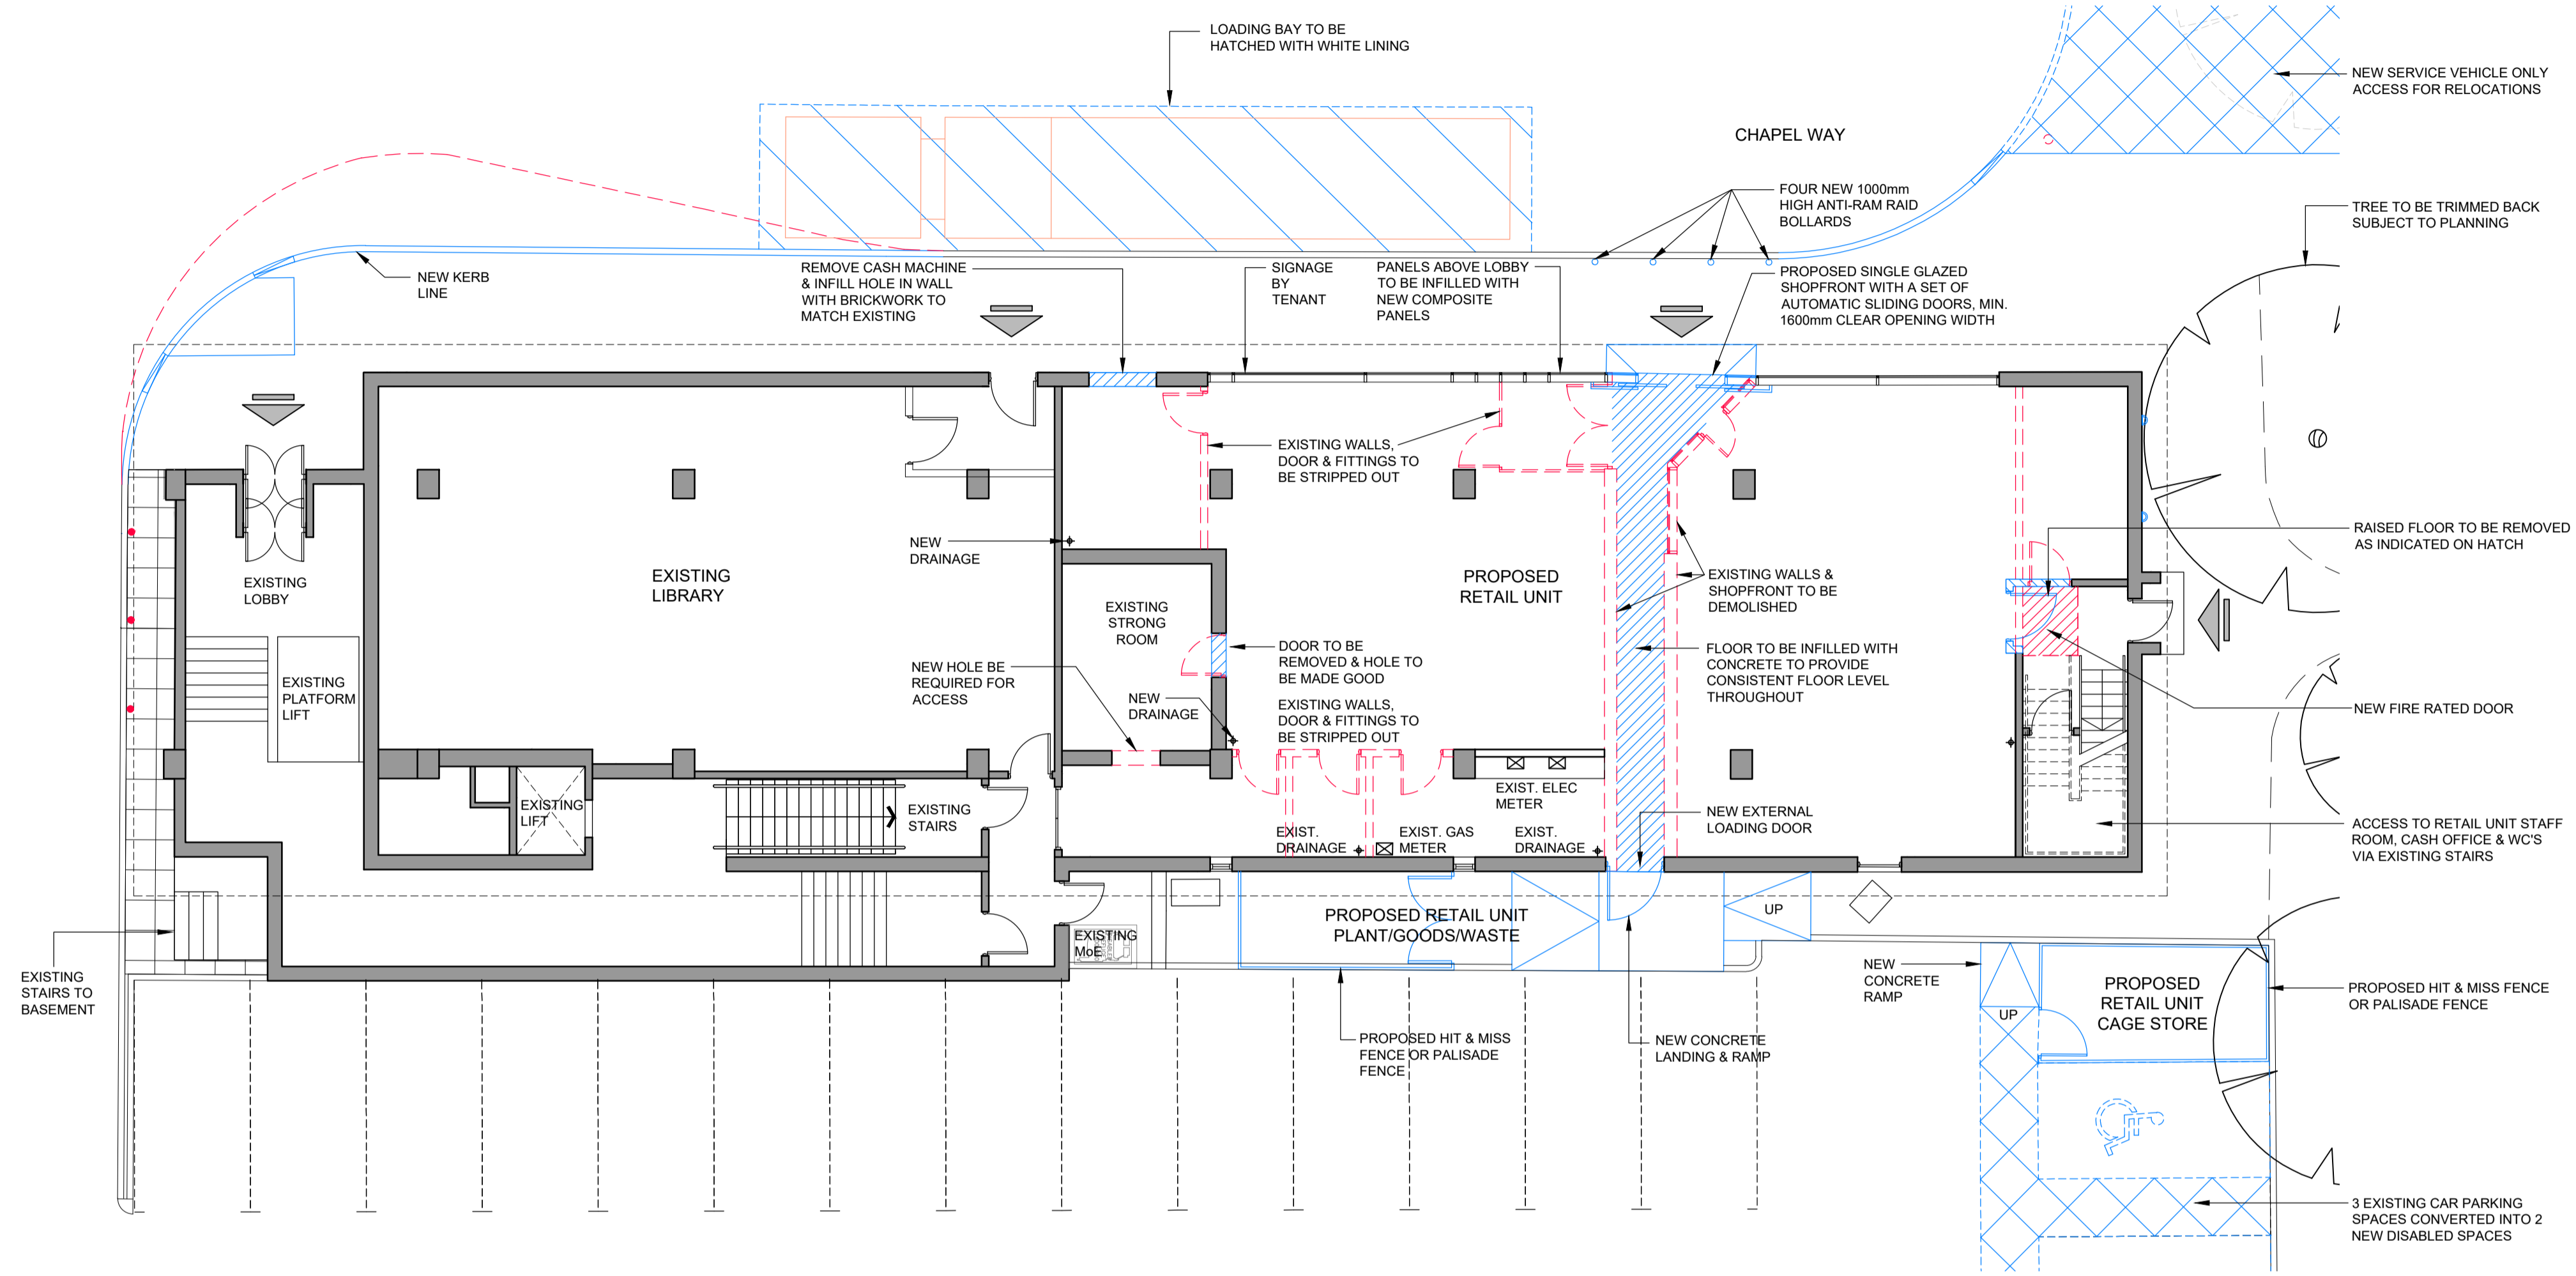 LOADING BAY TO BE
HATCHED WITH WHITE LINING
CHAPEL WAY
NEW SERVICE VEHICLE ONLY
ACCESS FOR RELOCATIONS
FOUR NEW 1000mm
HIGH ANTI-RAM RAID
BOLLARDS
TREE TO BE TRIMMED BACK
SUBJECT TO PLANNING
NEW KERB
LINE
REMOVE CASH MACHINE
& INFILL HOLE IN WALL
WITH BRICKWORK TO
MATCH EXISTING
SIGNAGE
BY
TENANT
PANELS ABOVE LOBBY
TO BE INFILLED WITH
NEW COMPOSITE
PANELS
PROPOSED SINGLE GLAZED
SHOPFRONT WITH A SET OF
AUTOMATIC SLIDING DOORS, MIN.
1600mm CLEAR OPENING WIDTH
EXISTING WALLS,
DOOR & FITTINGS TO
BE STRIPPED OUT
RAISED FLOOR TO BE REMOVED
AS INDICATED ON HATCH
NEW
DRAINAGE
EXISTING
LOBBY
EXISTING
LIBRARY
EXISTING
STRONG
ROOM
PROPOSED
RETAIL UNIT
EXISTING WALLS &
SHOPFRONT TO BE
DEMOLISHED
DOOR TO BE
REMOVED & HOLE TO
BE MADE GOOD
FLOOR TO BE INFILLED WITH
CONCRETE TO PROVIDE
CONSISTENT FLOOR LEVEL
THROUGHOUT
NEW HOLE BE
REQUIRED FOR
ACCESS
EXISTING
PLATFORM
LIFT
NEW
DRAINAGE
EXISTING WALLS,
DOOR & FITTINGS TO
BE STRIPPED OUT
NEW FIRE RATED DOOR
EXISTING
LIFT
EXISTING
STAIRS
EXIST. ELEC
METER
NEW EXTERNAL
LOADING DOOR
EXIST.
DRAINAGE
EXIST. GAS
METER
EXIST.
DRAINAGE
ACCESS TO RETAIL UNIT STAFF
ROOM, CASH OFFICE & WC'S
VIA EXISTING STAIRS
PROPOSED RETAIL UNIT
PLANT/GOODS/WASTE
UP
EXISTING
MoE
EXISTING
STAIRS TO
BASEMENT
NEW
CONCRETE
RAMP
UP
PROPOSED
RETAIL UNIT
CAGE STORE
PROPOSED HIT & MISS FENCE
OR PALISADE FENCE
PROPOSED HIT & MISS
FENCE OR PALISADE
FENCE
NEW CONCRETE
LANDING & RAMP
3 EXISTING CAR PARKING
SPACES CONVERTED INTO 2
NEW DISABLED SPACES